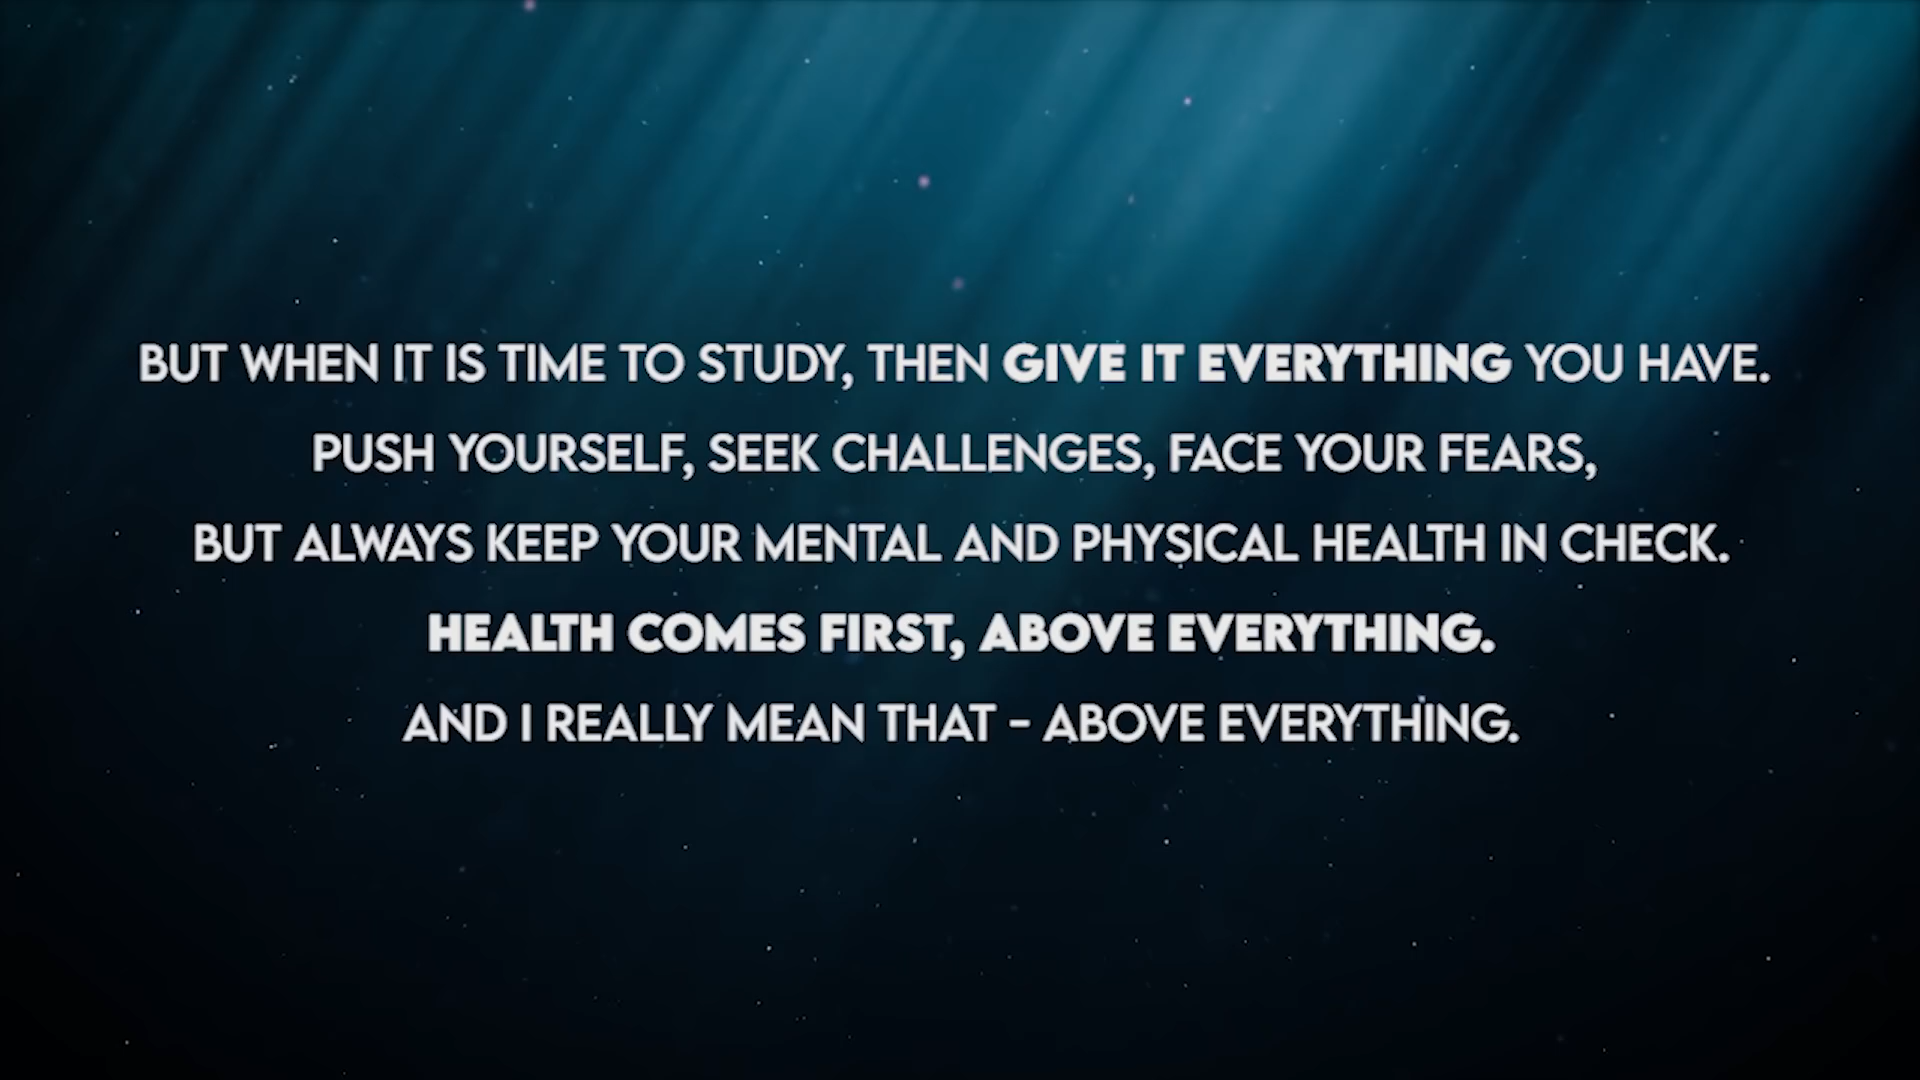 BUT WHEN IT IS TIME TO STUDY, THEN GIVE IT EVERYTHING YOU HAVE.
PUSH YOURSELF, SEEK CHALLENGES, FACE YOUR FEARS,
BUT ALWAYS KEEP YOUR MENTAL AND PHYSICAL HEALTH IN CHECK.
HEALTH COMES FIRST, ABOVE EVERYTHING.
AND I REALLY MEAN THAT - ABOVE EVERYTHING.